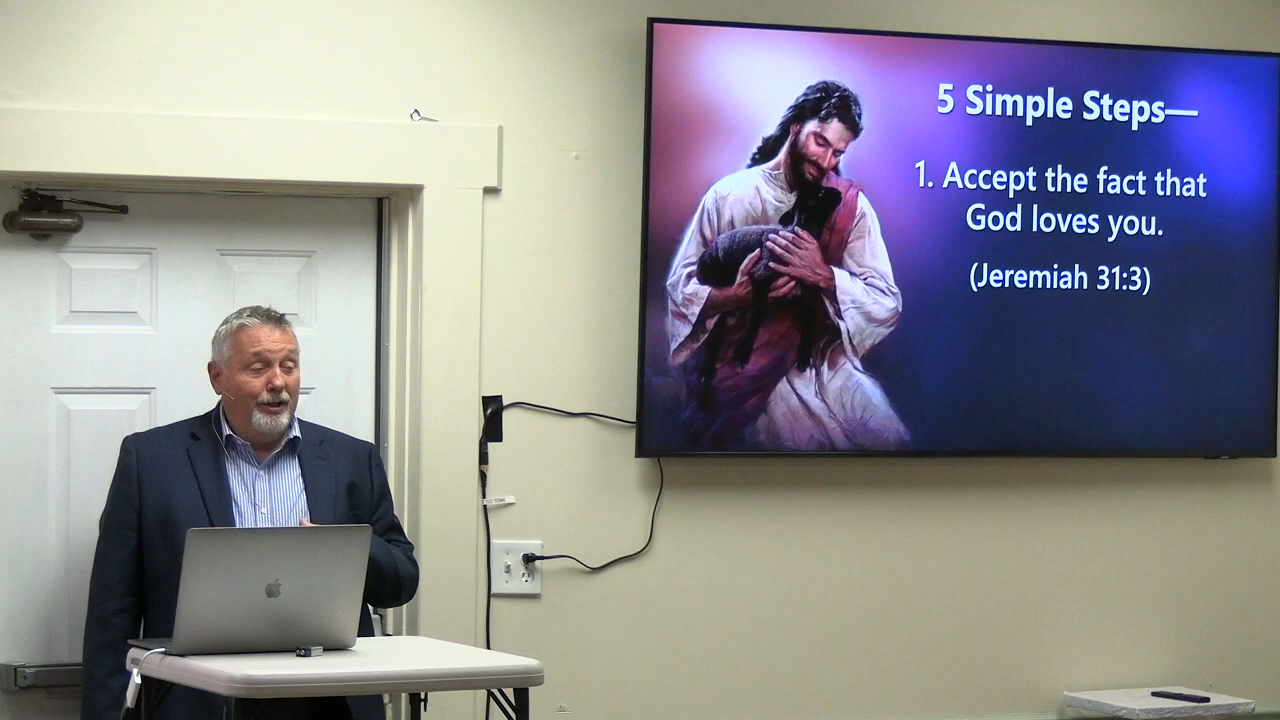 5 Simple Steps—
1. Accept the fact that
God loves you.
(Jeremiah 31:3)